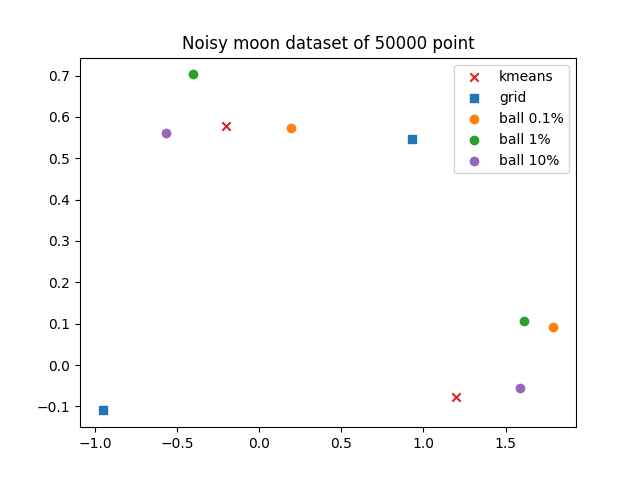 Noisy moon dataset of 50000 point
kmeans
grid
ball 0.1%
ball 1%
ball 10%
0.7
0.6
0.5
0.4
0.3
0.2
0.1
0.0
−0.1
−1.0 −0.5 0.0 0.5 1.0 1.5